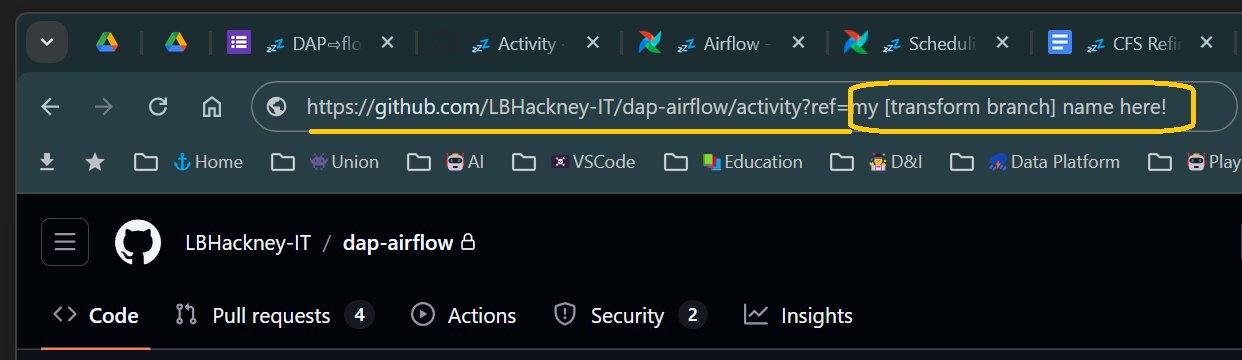 DAP⇨flo
Activity -
Airflow -
Scheduli
CFS Refi
https://github.com/LBHackney-IT/dap-airflow/activity?ref=my [transform branch] name here!
Home Union AI VSCode Education D&I Data Platform Play
LBHackney-IT / dap-airflow
Code Pull requests 4 Actions Security 2 Insights